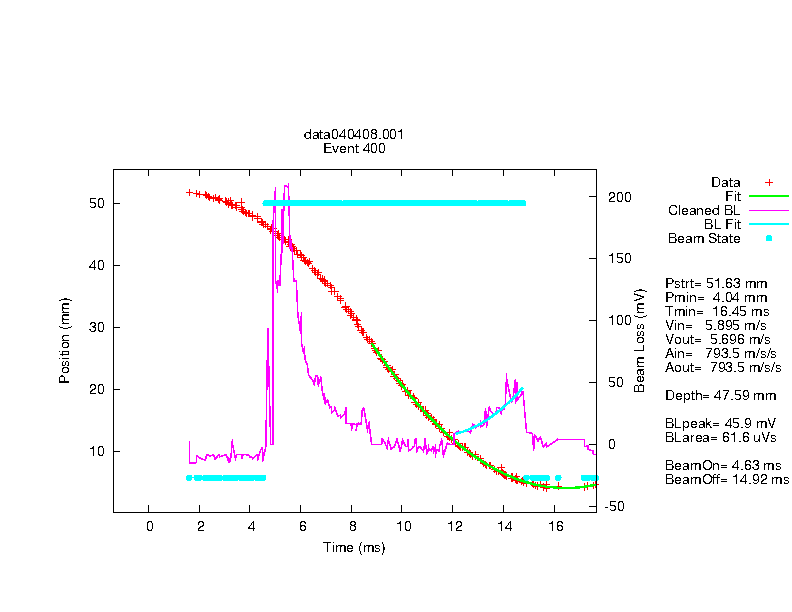 data040408.001
Event 400
Position (mm)
50
40
30
20
10
0
2
4
6
8
10
12
14
16
Time (ms)
200
150
100
50
0
-50
Beam Loss (mV)
Data
Fit
Cleaned BL
BL Fit
Beam State
Pstrt= 51.63 mm
Pmin= 4.04 mm
Tmin= 16.45 ms
Vin= 5.895 m/s
Vout= 5.696 m/s
Ain= 793.5 m/s/s
Aout= 793.5 m/s/s
Depth= 47.59 mm
BLpeak= 45.9 mV
BLarea= 61.6 uVs
BeamOn= 4.63 ms
BeamOff= 14.92 ms